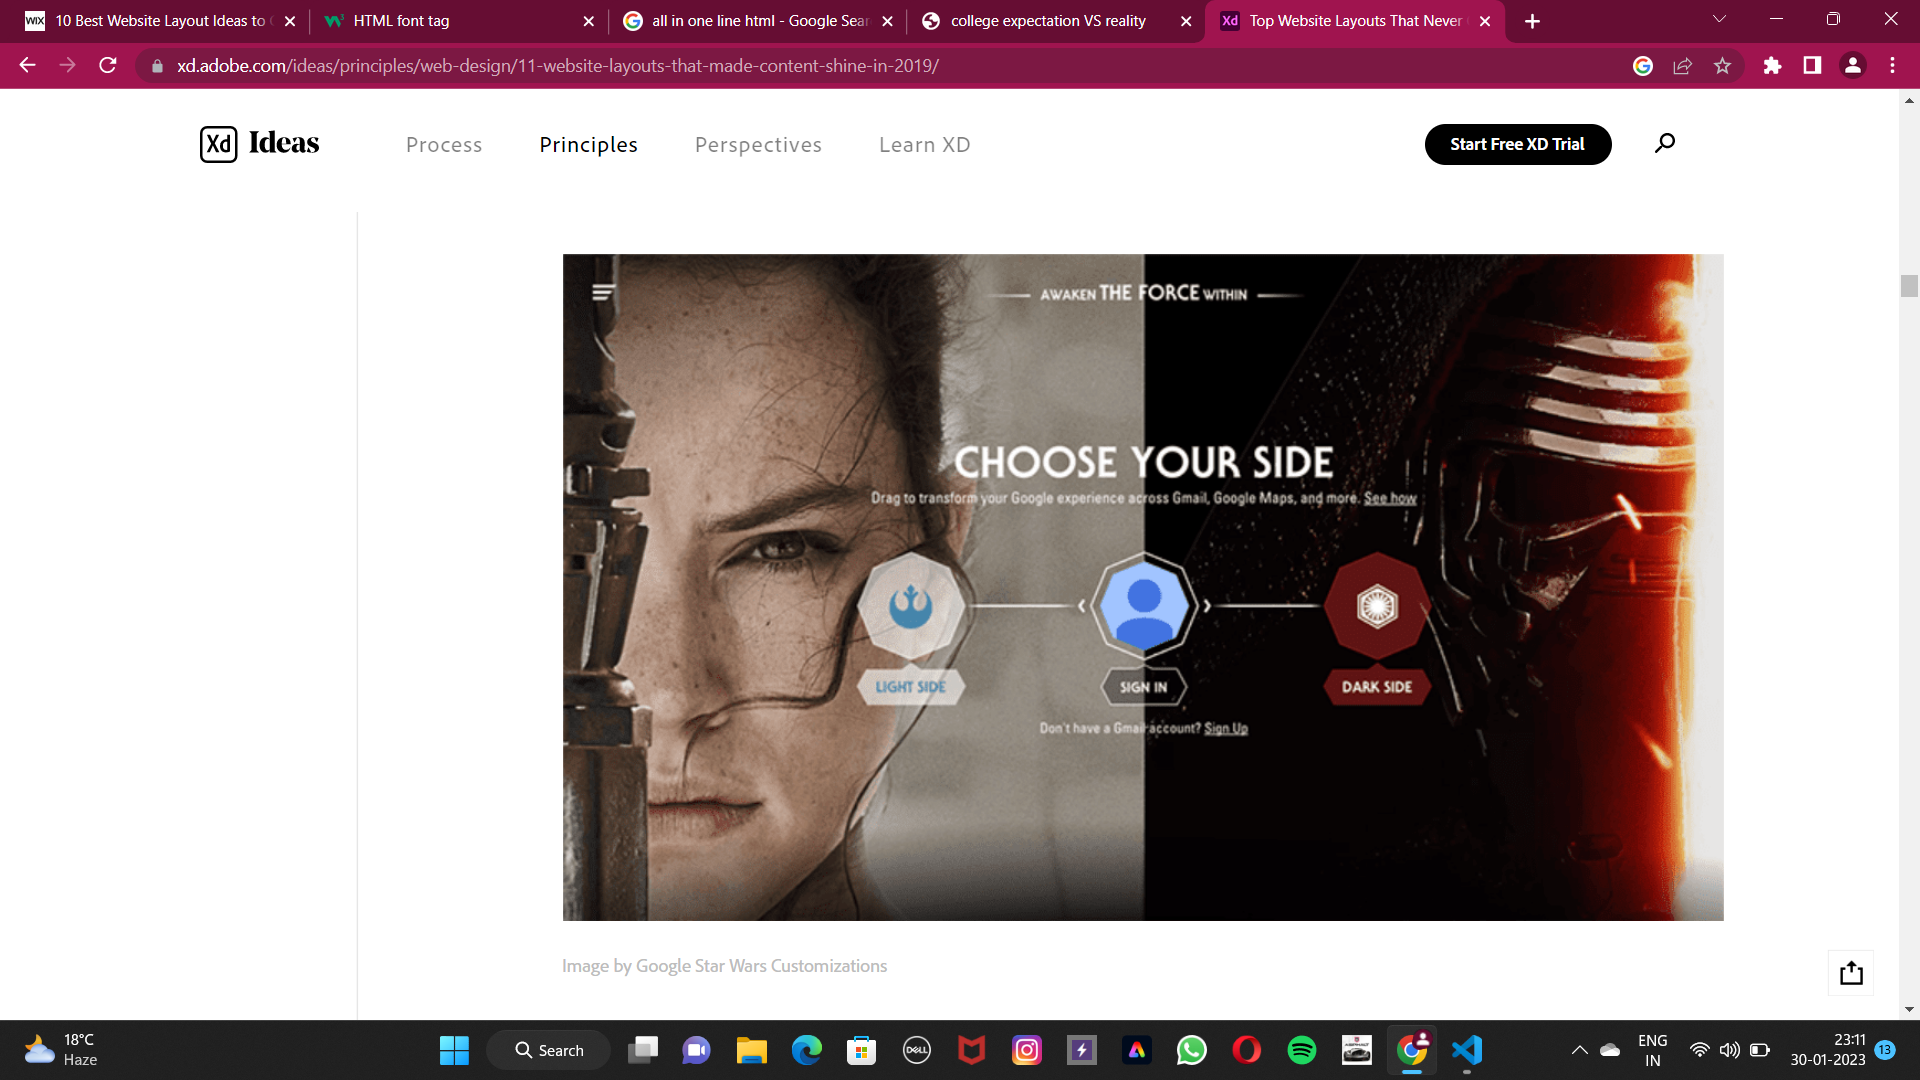 WIX 10 Best Website Layout Ideas to
HTML font tag
all in one line html - Google Sear
college expectation VS reality
Xd Top Website Layouts That Never
xd.adobe.com/ideas/principles/web-design/11-website-layouts-that-made-content-shine-in-2019/
Xd Ideas
Process
Principles
Perspectives
Learn XD
Start Free XD Trial
AWAKEN THE FORCE WITHIN
CHOOSE YOUR SIDE
Drag to transform your Google experience across Gmail, Google Maps, and more. See how
LIGHT SIDE
SIGN IN
DARK SIDE
Don't have a Gmail account? Sign Up
Image by Google Star Wars Customizations
18°C
Haze
Search
DELL
ENG
IN
23:11
30-01-2023
13